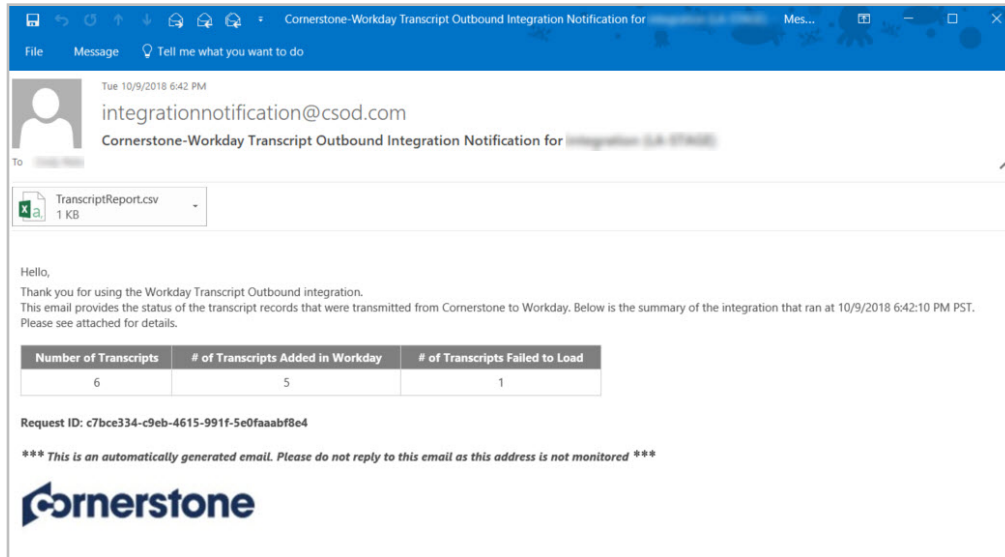 Cornerstone-Workday Transcript Outbound Integration Notification for Mes...
File Message Tell me what you want to do
Tue 10/9/2018 6:42 PM
integrationnotification@csod.com
Cornerstone-Workday Transcript Outbound Integration Notification for
To
TranscriptReport.csv
1 KB
Hello,
Thank you for using the Workday Transcript Outbound integration.
This email provides the status of the transcript records that were transmitted from Cornerstone to Workday. Below is the summary of the integration that ran at 10/9/2018 6:42:10 PM PST.
Please see attached for details.
Number of Transcripts # of Transcripts Added in Workday # of Transcripts Failed to Load
6 5 1
Request ID: c7bce334-c9eb-4615-991f-5e0faaabf8e4
*** This is an automatically generated email. Please do not reply to this email as this address is not monitored ***
Cornerstone